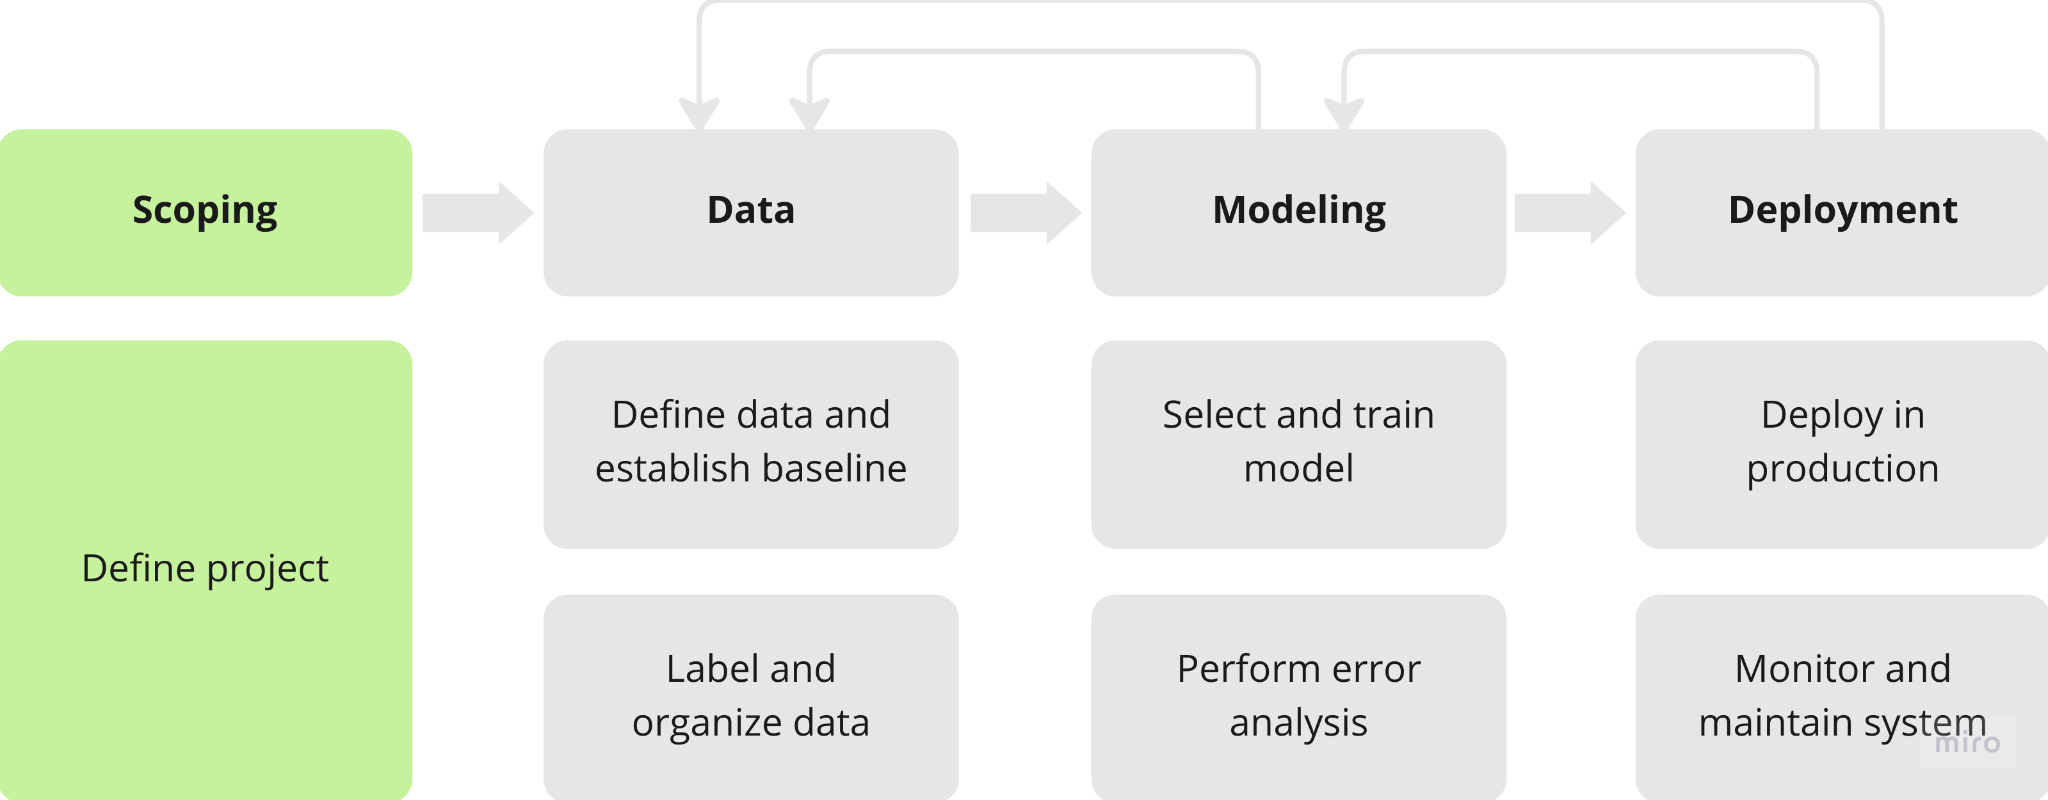 Scoping
Data
Modeling
Deployment
Define project
Define data and
establish baseline
Select and train
model
Deploy in
production
Label and
organize data
Perform error
analysis
Monitor and
maintain system
miro